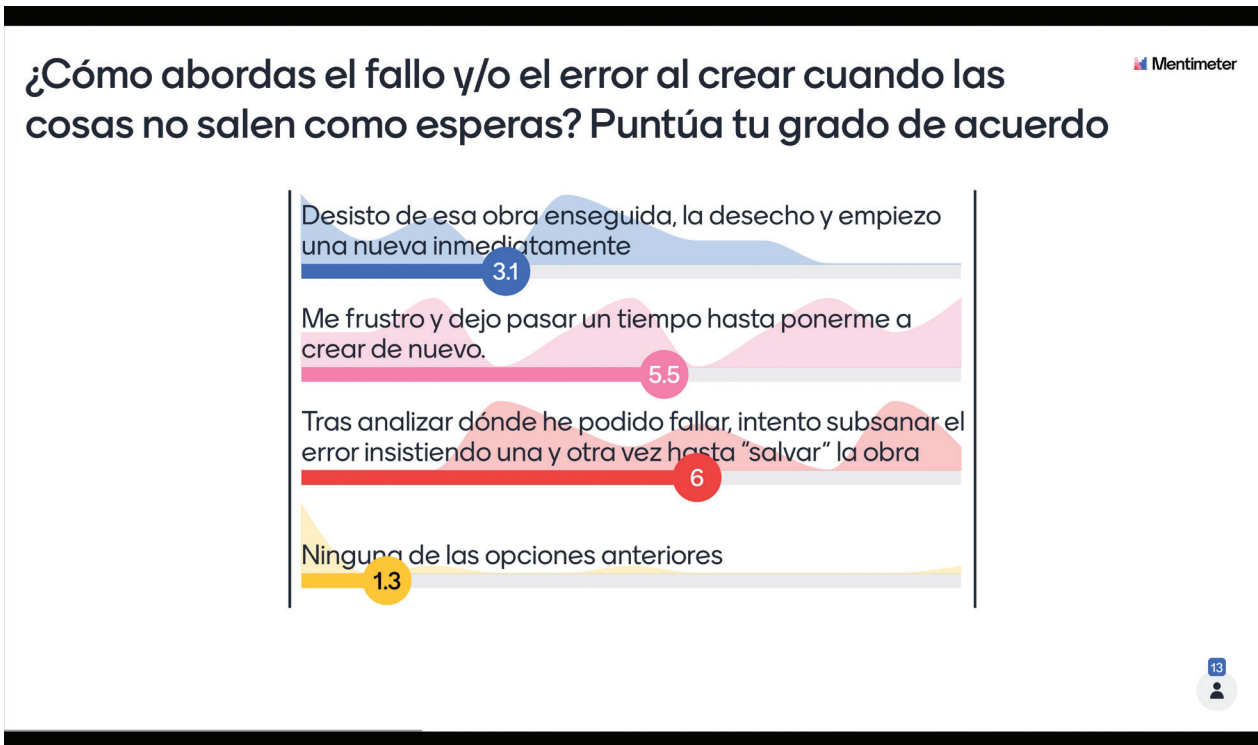 ¿Cómo abordas el fallo y/o el error al crear cuando las
cosas no salen como esperas? Puntúa tu grado de acuerdo
Mentimeter
Desisto de esa obra enseguida, la desecho y empiezo
una nueva inmediatamente
3.1
Me frustro y dejo pasar un tiempo hasta ponerme a
crear de nuevo.
5.5
Tras analizar dónde he podido fallar, intento subsanar el
error insistiendo una y otra vez hasta “salvar” la obra
6
Ninguna de las opciones anteriores
1.3
13